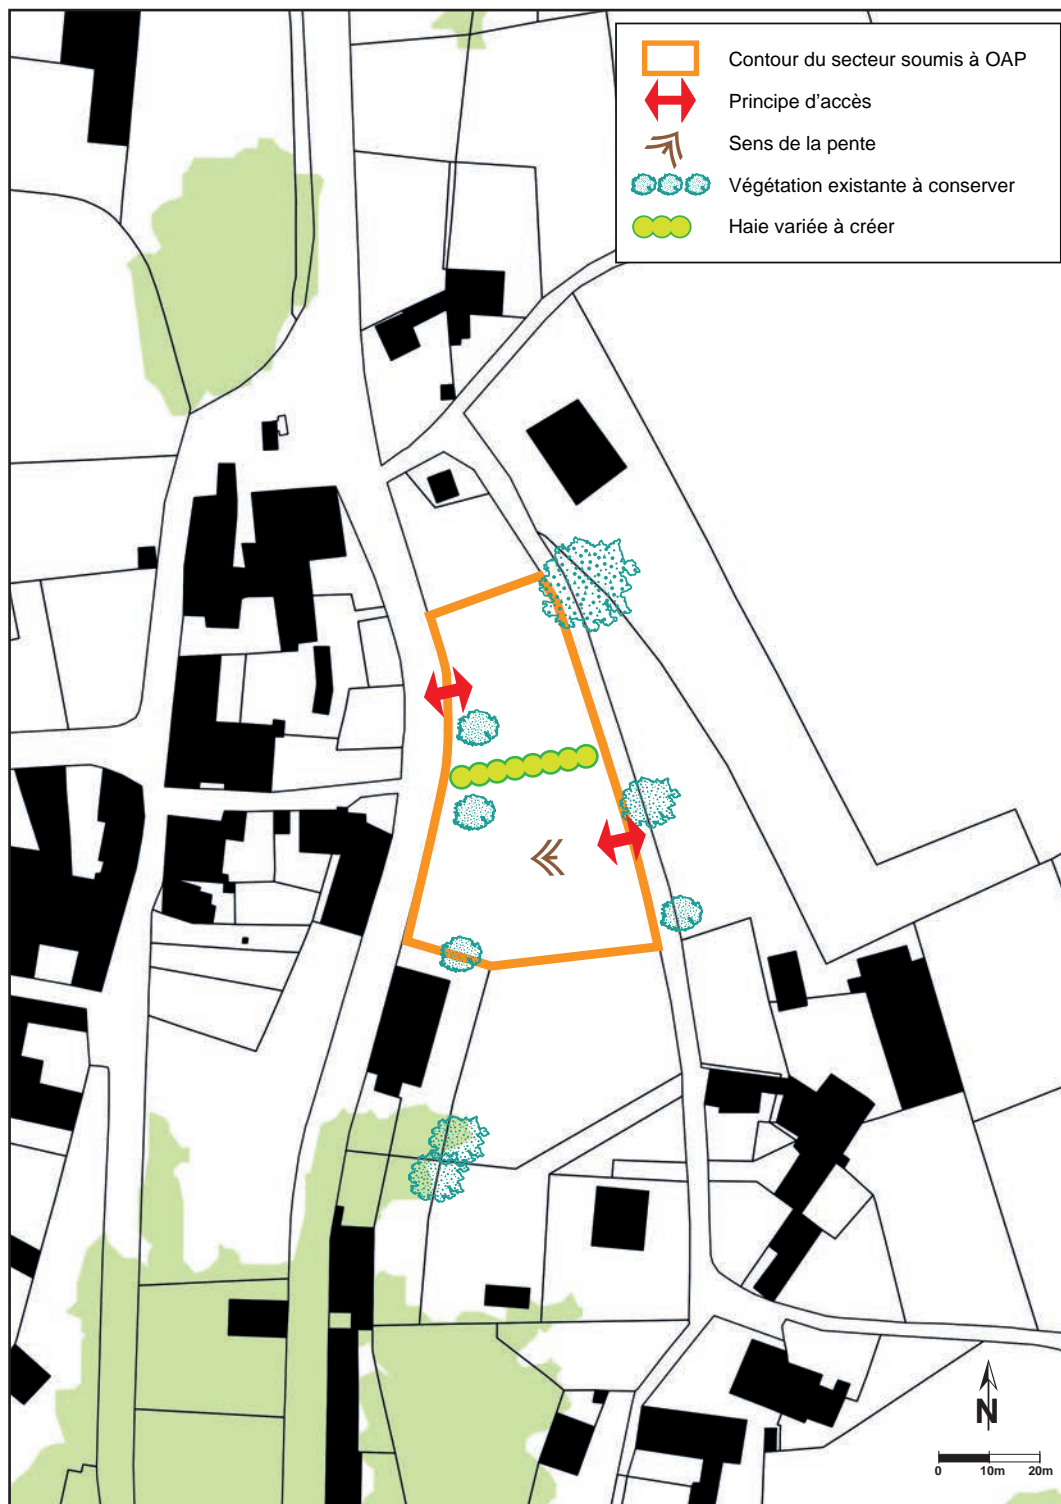 Contour du secteur soumis à OAP
Principe d'accès
Sens de la pente
Végétation existante à conserver
Haie variée à créer
N
0 10m 20m